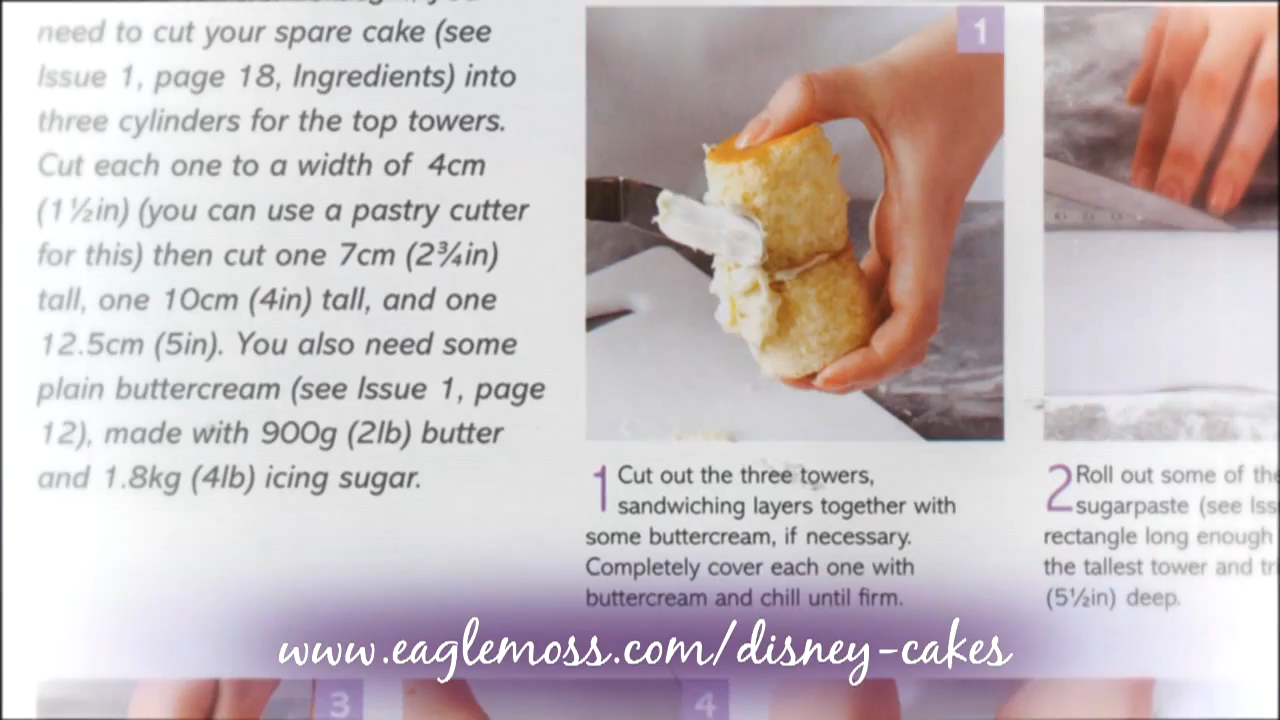 need to cut your spare cake (see
Issue 1, page 18, Ingredients) into
three cylinders for the top towers.
Cut each one to a width of 4cm
(1½in) (you can use a pastry cutter
for this) then cut one 7cm (2¾in)
tall, one 10cm (4in) tall, and one
12.5cm (5in). You also need some
plain buttercream (see Issue 1, page
12), made with 900g (2lb) butter
and 1.8kg (4lb) icing sugar.
1
1 Cut out the three towers,
sandwiching layers together with
some buttercream, if necessary.
Completely cover each one with
buttercream and chill until firm.
2 Roll out some of the
sugarpaste (see Iss
rectangle long enough
the tallest tower and tr
(5½in) deep.
www.eaglemoss.com/disney-cakes
3
4